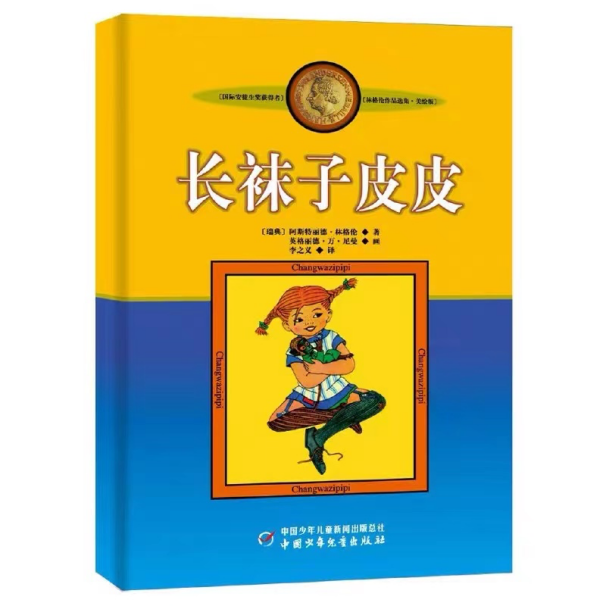 ［国际安徒生奖获得者］
［林格伦作品选集·美绘版］
长袜子皮皮
［瑞典］阿斯特丽德·林格伦◆著
英格丽德·万·尼曼◆画
李之义◆译
Changwazipipi
Changwazipipi
Changwazipipi
Changwazipipi
中国少年儿童新闻出版总社
中国少年儿童出版社